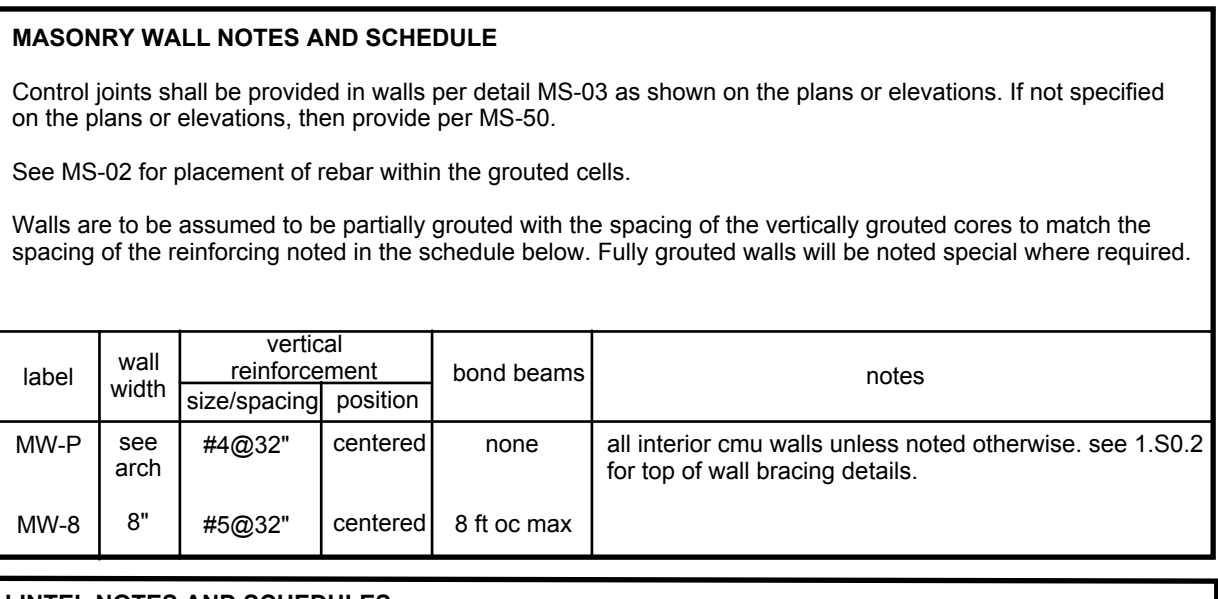 MASONRY WALL NOTES AND SCHEDULE
Control joints shall be provided in walls per detail MS-03 as shown on the plans or elevations. If not specified
on the plans or elevations, then provide per MS-50.
See MS-02 for placement of rebar within the grouted cells.
Walls are to be assumed to be partially grouted with the spacing of the vertically grouted cores to match the
spacing of the reinforcing noted in the schedule below. Fully grouted walls will be noted special where required.
label
wall
width
vertical
reinforcement
size/spacing
position
bond beams
notes
MW-P
see
arch
#4@32"
centered
none
all interior cmu walls unless noted otherwise. see 1.S0.2
for top of wall bracing details.
MW-8
8"
#5@32"
centered
8 ft oc max
LINTEL NOTES AND SCHEDULES